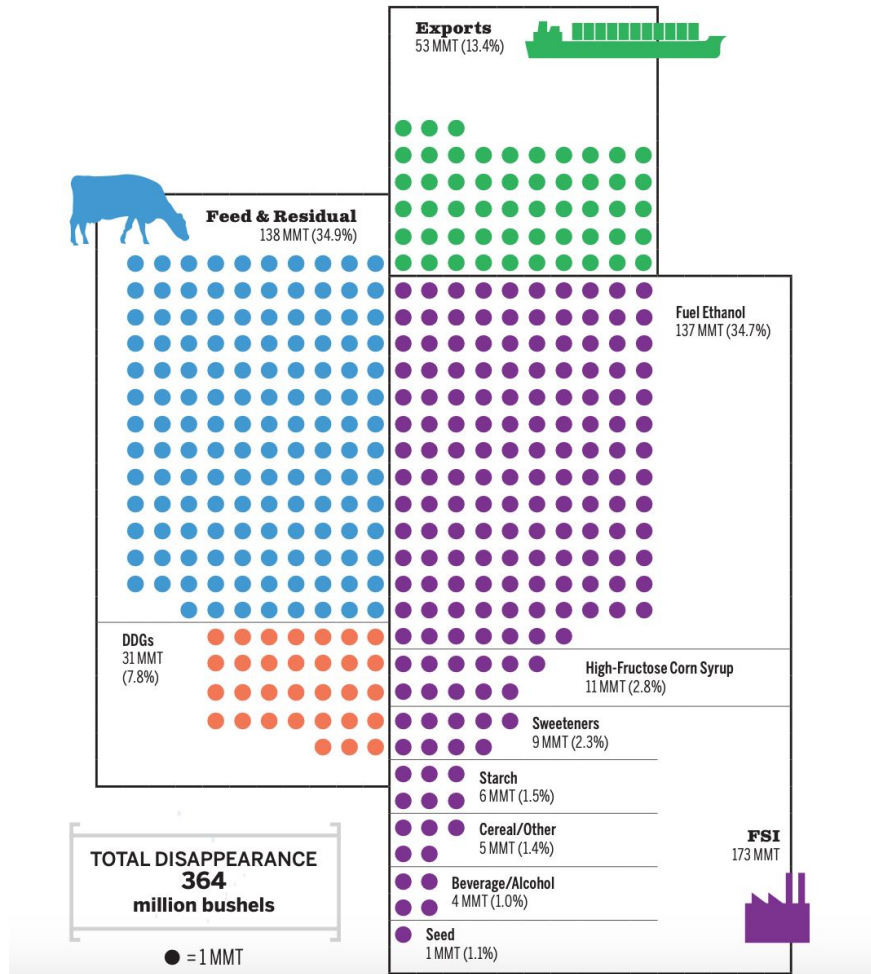 Exports
53 MMT (13.4%)
Feed & Residual
138 MMT (34.9%)
Fuel Ethanol
137 MMT (34.7%)
DDGs
31 MMT
(7.8%)
High-Fructose Corn Syrup
11 MMT (2.8%)
Sweeteners
9 MMT (2.3%)
Starch
6 MMT (1.5%)
Cereal/Other
5 MMT (1.4%)
FSI
173 MMT
Beverage/Alcohol
4 MMT (1.0%)
Seed
1 MMT (1.1%)
TOTAL DISAPPEARANCE
364
million bushels
= 1 MMT